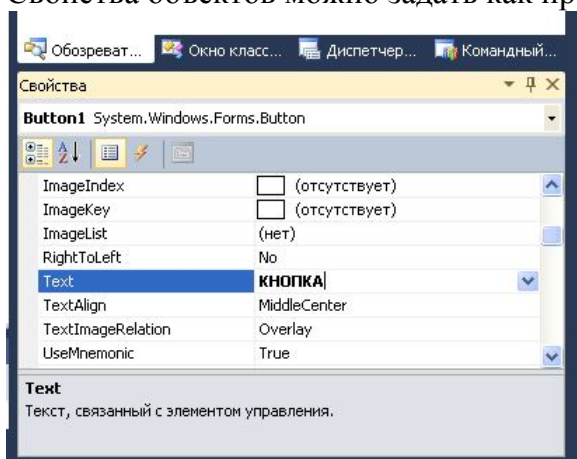 Свойства объектов можно задать как пр
Обозреват... Окно класс... Диспетчер... Командный...
Свойства
Button1 System.Windows.Forms.Button
ImageIndex (отсутствует)
ImageKey (отсутствует)
ImageList (нет)
RightToLeft No
Text КНОПКА
TextAlign MiddleCenter
TextImageRelation Overlay
UseMnemonic True
Text
Текст, связанный с элементом управления.